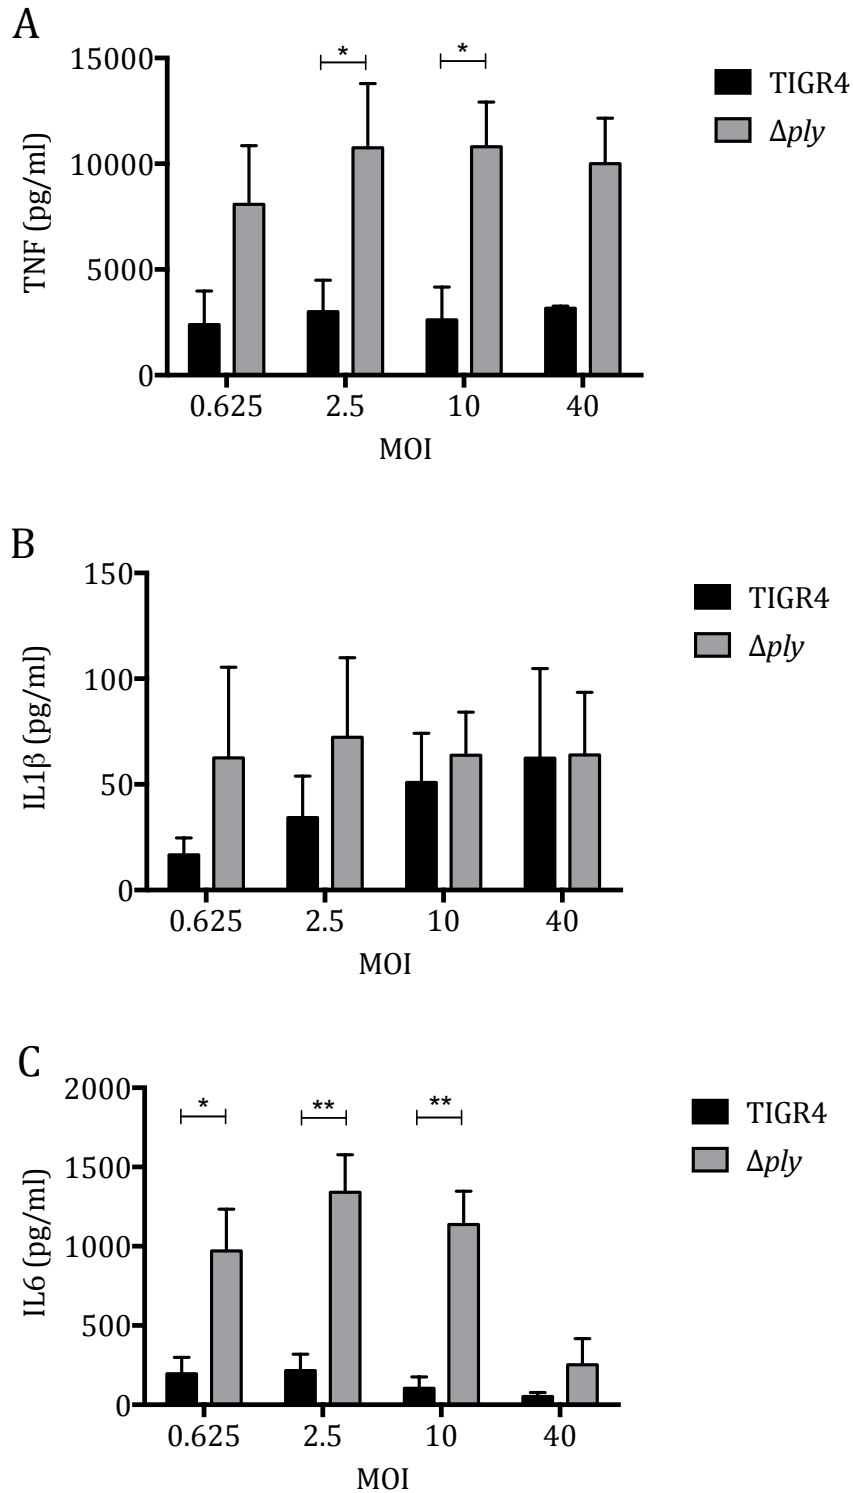 A
15000
10000
5000
0
TNF (pg/ml)
*
*
TIGR4
Δply
0.625 2.5 10 40
MOI
B
150
100
50
0
IL1β (pg/ml)
TIGR4
Δply
0.625 2.5 10 40
MOI
C
2000
1500
1000
500
0
IL6 (pg/ml)
*
**
**
TIGR4
Δply
0.625 2.5 10 40
MOI